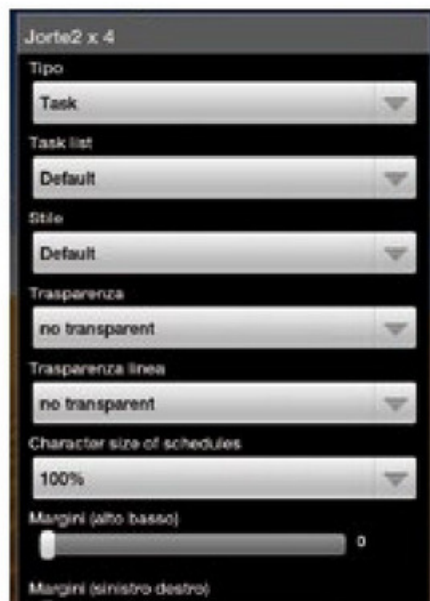 Jorte2 x 4
Tipo
Task
Task list
Default
Stile
Default
Trasparenza
no transparent
Trasparenza linea
no transparent
Character size of schedules
100%
Margini (alto basso)
0
Margini (sinistro destro)